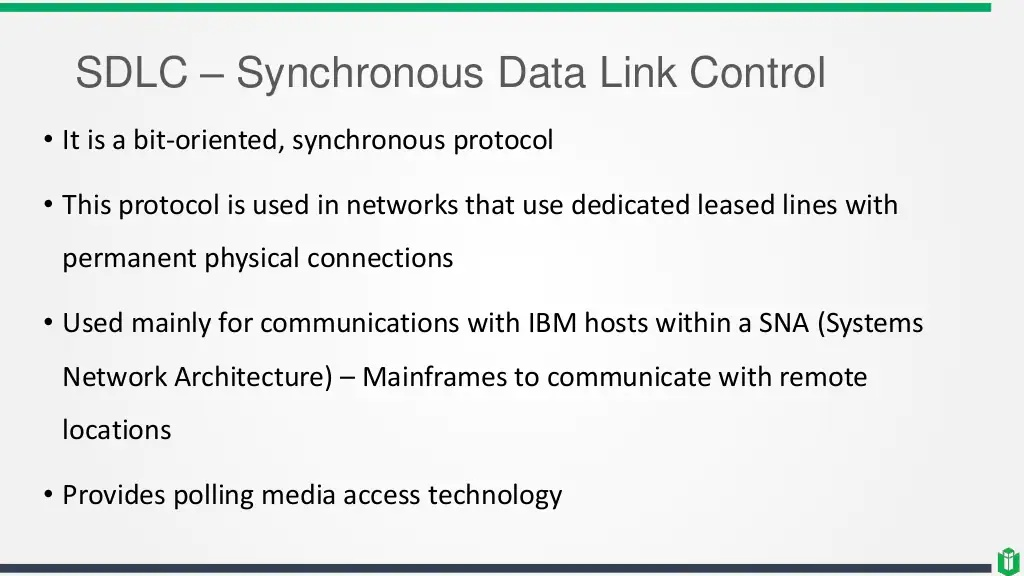 SDLC – Synchronous Data Link Control
• It is a bit-oriented, synchronous protocol
• This protocol is used in networks that use dedicated leased lines with
permanent physical connections
• Used mainly for communications with IBM hosts within a SNA (Systems
Network Architecture) – Mainframes to communicate with remote
locations
• Provides polling media access technology